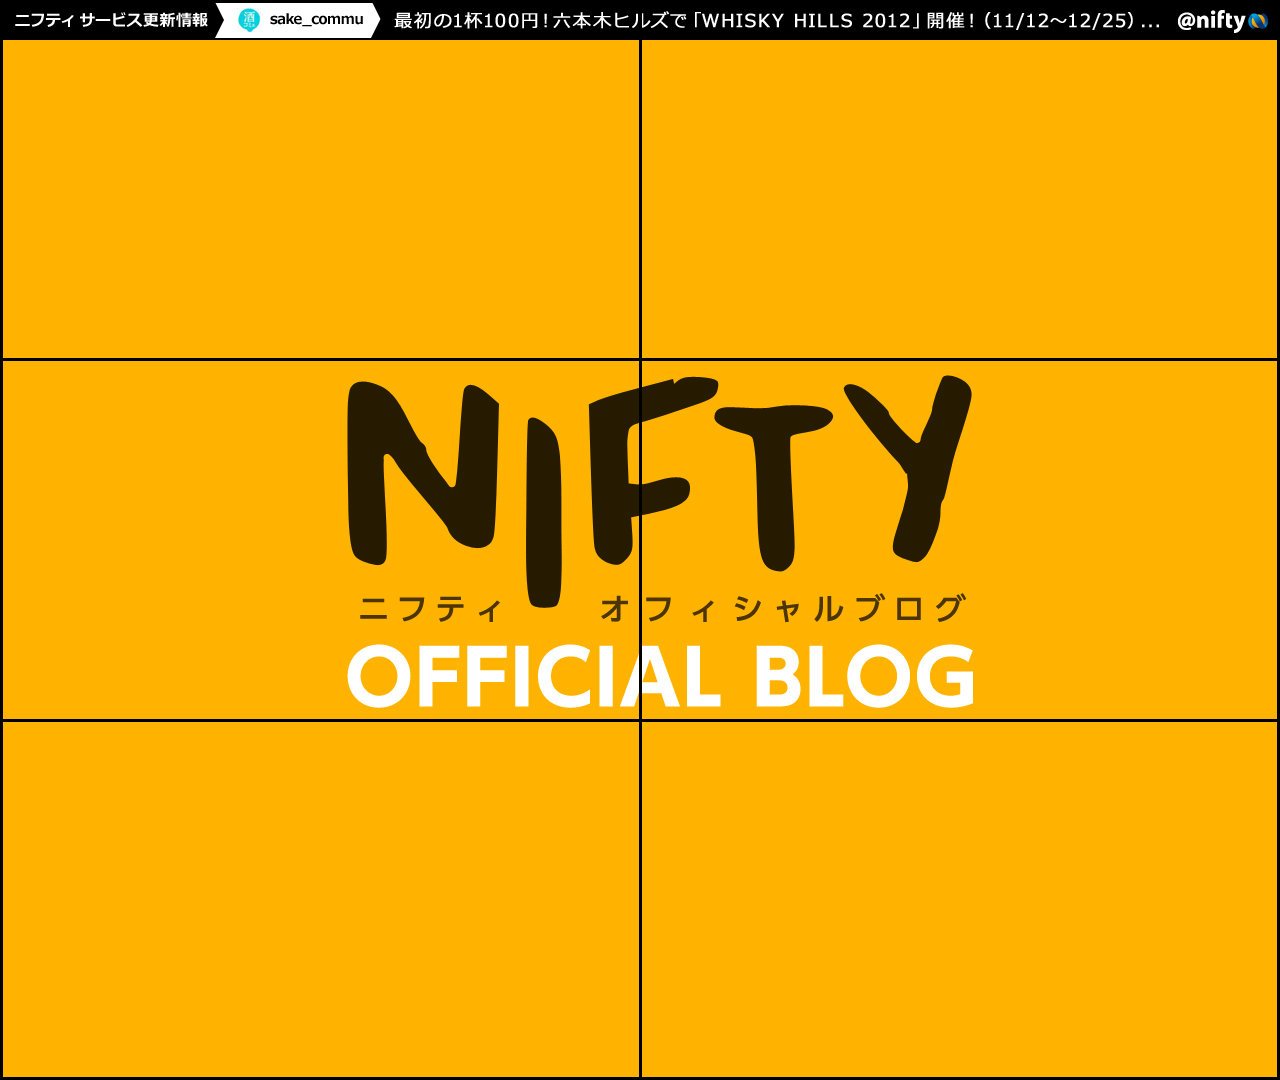 ニフティ サービス更新情報 酒 sake_commu 最初の1杯100円！六本木ヒルズで「WHISKY HILLS 2012」開催！（11/12～12/25）... @nifty
NIFTY
ニフティ オフィシャルブログ
OFFICIAL BLOG